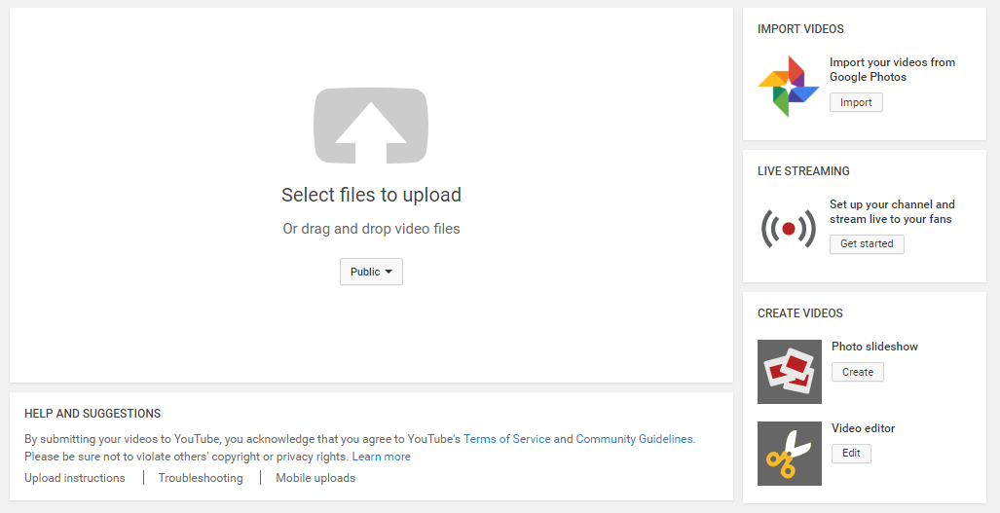 Select files to upload
Or drag and drop video files
Public
HELP AND SUGGESTIONS
By submitting your videos to YouTube, you acknowledge that you agree to YouTube's Terms of Service and Community Guidelines.
Please be sure not to violate others' copyright or privacy rights. Learn more
Upload instructions | Troubleshooting | Mobile uploads
IMPORT VIDEOS
Import your videos from
Google Photos
Import
LIVE STREAMING
Set up your channel and
stream live to your fans
Get started
CREATE VIDEOS
Photo slideshow
Create
Video editor
Edit